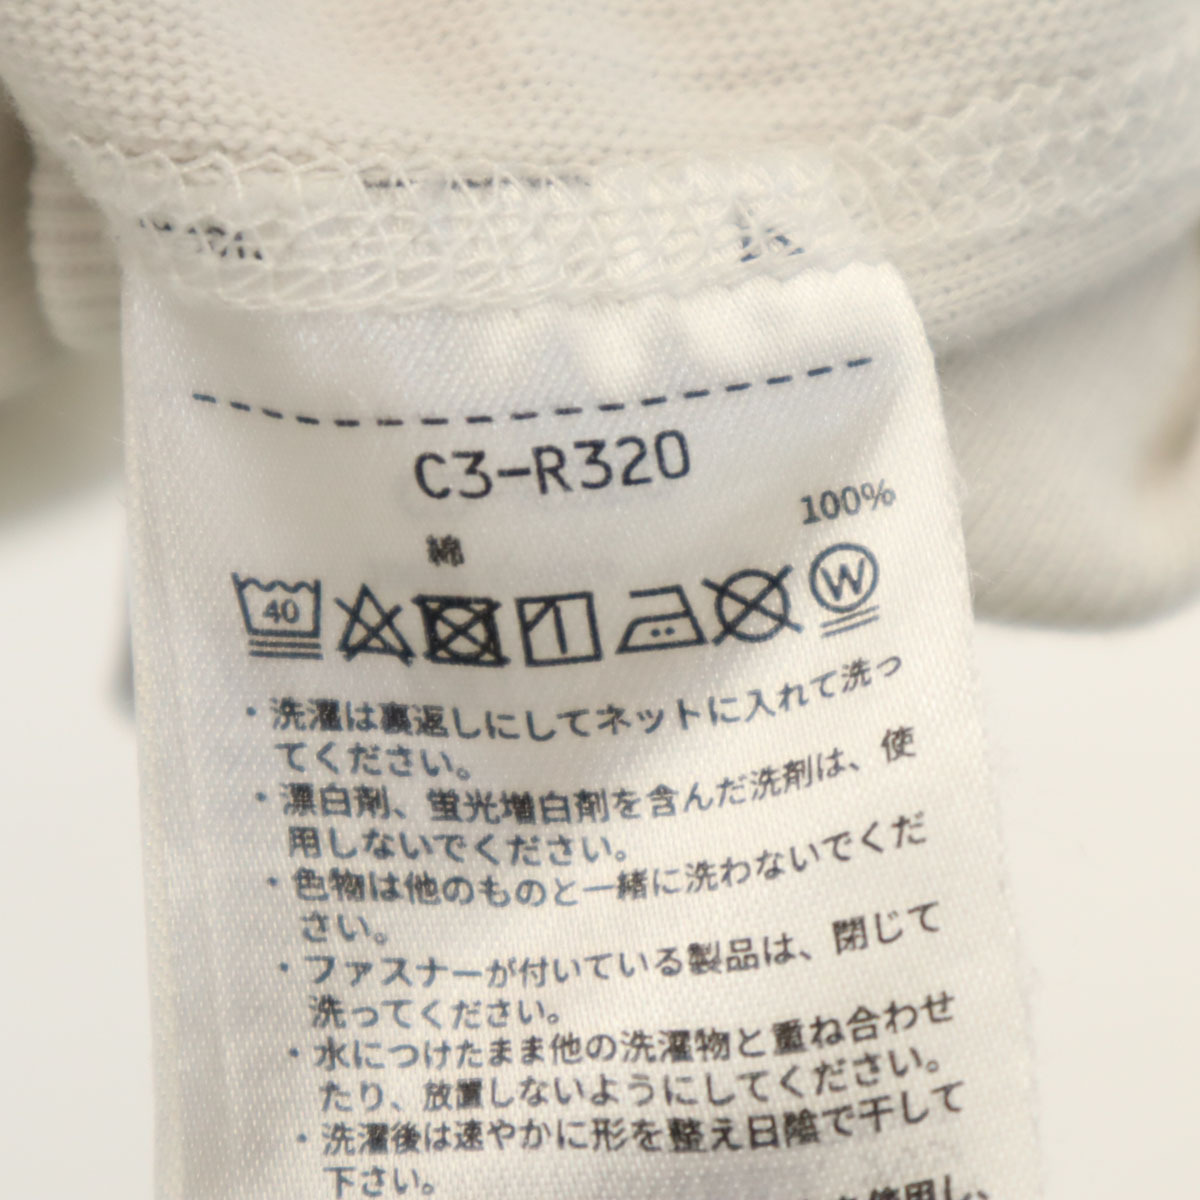 C3-R320
綿 100%
40 W
・洗濯は裏返しにしてネットに入れて洗っ
てください。
・漂白剤、蛍光増白剤を含んだ洗剤は、使
用しないでください。
・色物は他のものと一緒に洗わないでくだ
さい。
・ファスナーが付いている製品は、閉じて
洗ってください。
・水につけたまま他の洗濯物と重ね合わせ
たり、放置しないようにしてください。
・洗濯後は速やかに形を整え日陰で干して
下さい。
使用し、